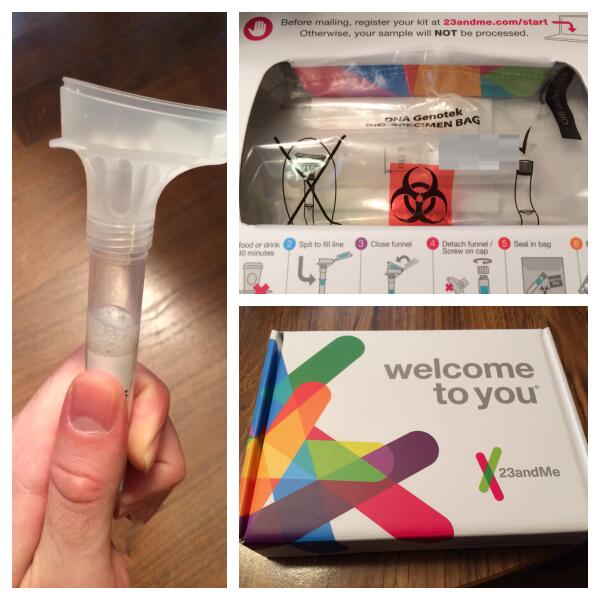 Before mailing, register your kit at 23andme.com/start
Otherwise, your sample will NOT be processed.
DNA Genotek
BIO-SPECIMEN BAG
food or drink
30 minutes
2 Spit to fill line
3 Close funnel
4 Detach funnel /
Screw on cap
5 Seal in bag
6
welcome
to you®
23andMe